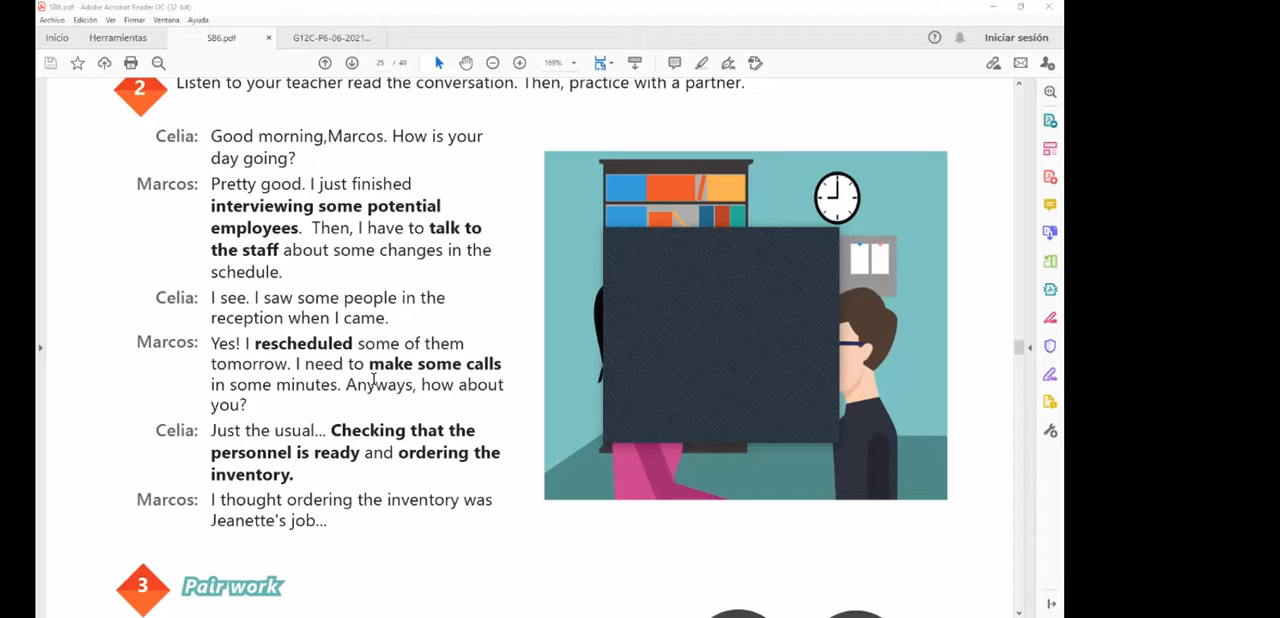 SB6.pdf - Adobe Acrobat Reader DC (32-bit)
Archivo Edición Ver Firmar Ventana Ayuda
Inicio Herramientas SB6.pdf × G12C-P6-06-2021... Iniciar sesión
25 / 49 169%
2 Listen to your teacher read the conversation. Then, practice with a partner.
Celia: Good morning,Marcos. How is your
day going?
Marcos: Pretty good. I just finished
interviewing some potential
employees. Then, I have to talk to
the staff about some changes in the
schedule.
Celia: I see. I saw some people in the
reception when I came.
Marcos: Yes! I rescheduled some of them
tomorrow. I need to make some calls
in some minutes. Anyways, how about
you?
Celia: Just the usual... Checking that the
personnel is ready and ordering the
inventory.
Marcos: I thought ordering the inventory was
Jeanette's job...
3 Pair work